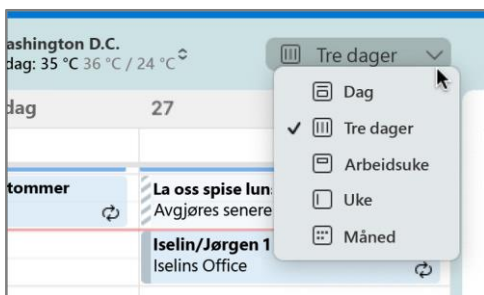 ashington D.C.
dag: 35 °C 36 °C / 24 °C
Tre dager
Dag
Tre dager
Arbeidsuke
Uke
Måned
dag 27
tommer
La oss spise lun
Avgjøres senere
Iselin/Jørgen 1
Iselins Office